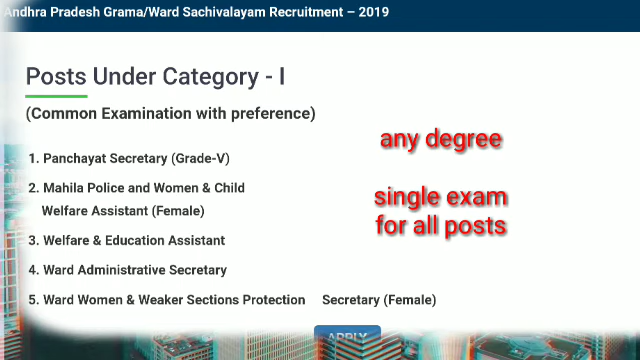 Andhra Pradesh Grama/Ward Sachivalayam Recruitment – 2019
Posts Under Category - I
(Common Examination with preference)
any degree
1. Panchayat Secretary (Grade-V)
2. Mahila Police and Women & Child
Welfare Assistant (Female)
single exam
for all posts
3. Welfare & Education Assistant
4. Ward Administrative Secretary
5. Ward Women & Weaker Sections Protection Secretary (Female)
APPLY